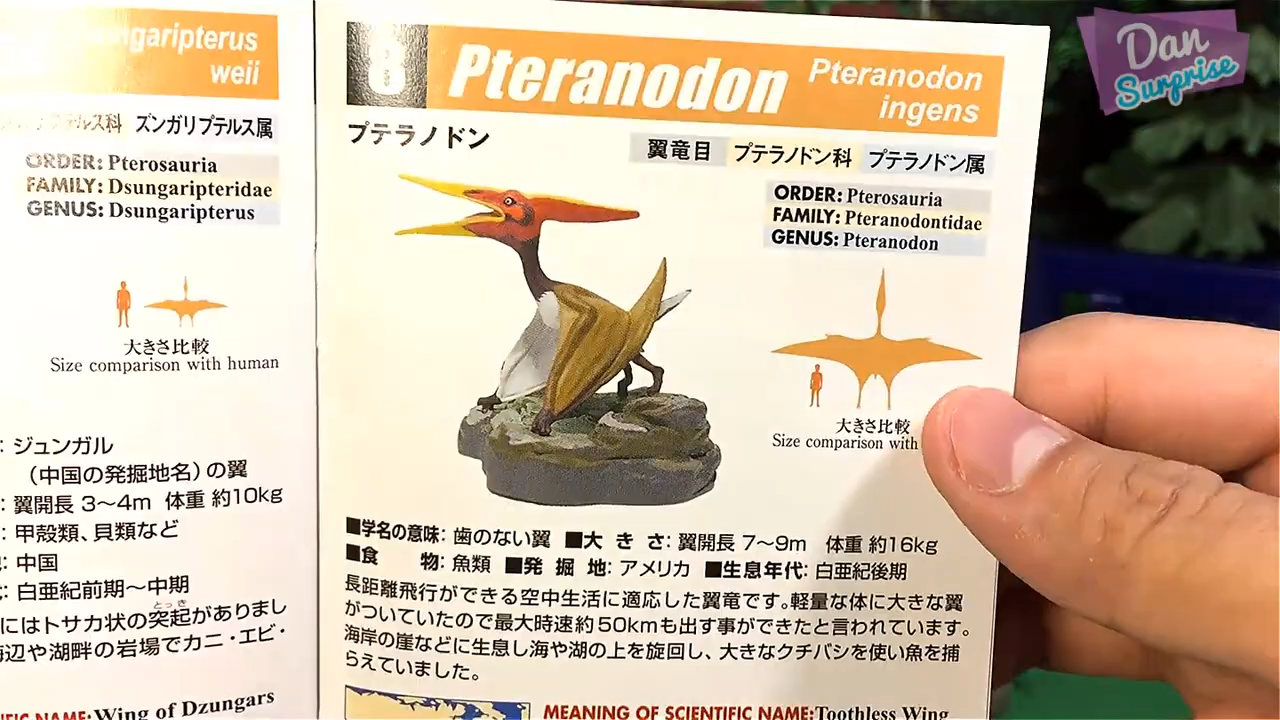 Dan
Surprise
ngaripterus
weii
ズンガリプテルス属
ORDER: Pterosauria
FAMILY: Dsungaripteridae
GENUS: Dsungaripterus
大きさ比較
Size comparison with human
: ジュンガル
（中国の発掘地名）の翼
: 翼開長 3〜4m 体重 約10kg
: 甲殻類、貝類など
: 中国
: 白亜紀前期〜中期
にはトサカ状の突起がありまし
とっき
海辺や湖畔の岩場でカニ・エビ・
FIC NAME: Wing of Dzungars
8
Pteranodon
Pteranodon
ingens
プテラノドン
翼竜目 プテラノドン科 プテラノドン属
ORDER: Pterosauria
FAMILY: Pteranodontidae
GENUS: Pteranodon
大きさ比較
Size comparison with
■学名の意味: 歯のない翼 ■大きさ: 翼開長 7〜9m 体重 約16kg
■食物: 魚類 ■発掘地: アメリカ ■生息年代: 白亜紀後期
長距離飛行ができる空中生活に適応した翼竜です。軽量な体に大きな翼
がついていたので最大時速約50kmも出す事ができたと言われています。
海岸の崖などに生息し海や湖の上を旋回し、大きなクチバシを使い魚を捕
らえていました。
MEANING OF SCIENTIFIC NAME: Toothless Wing